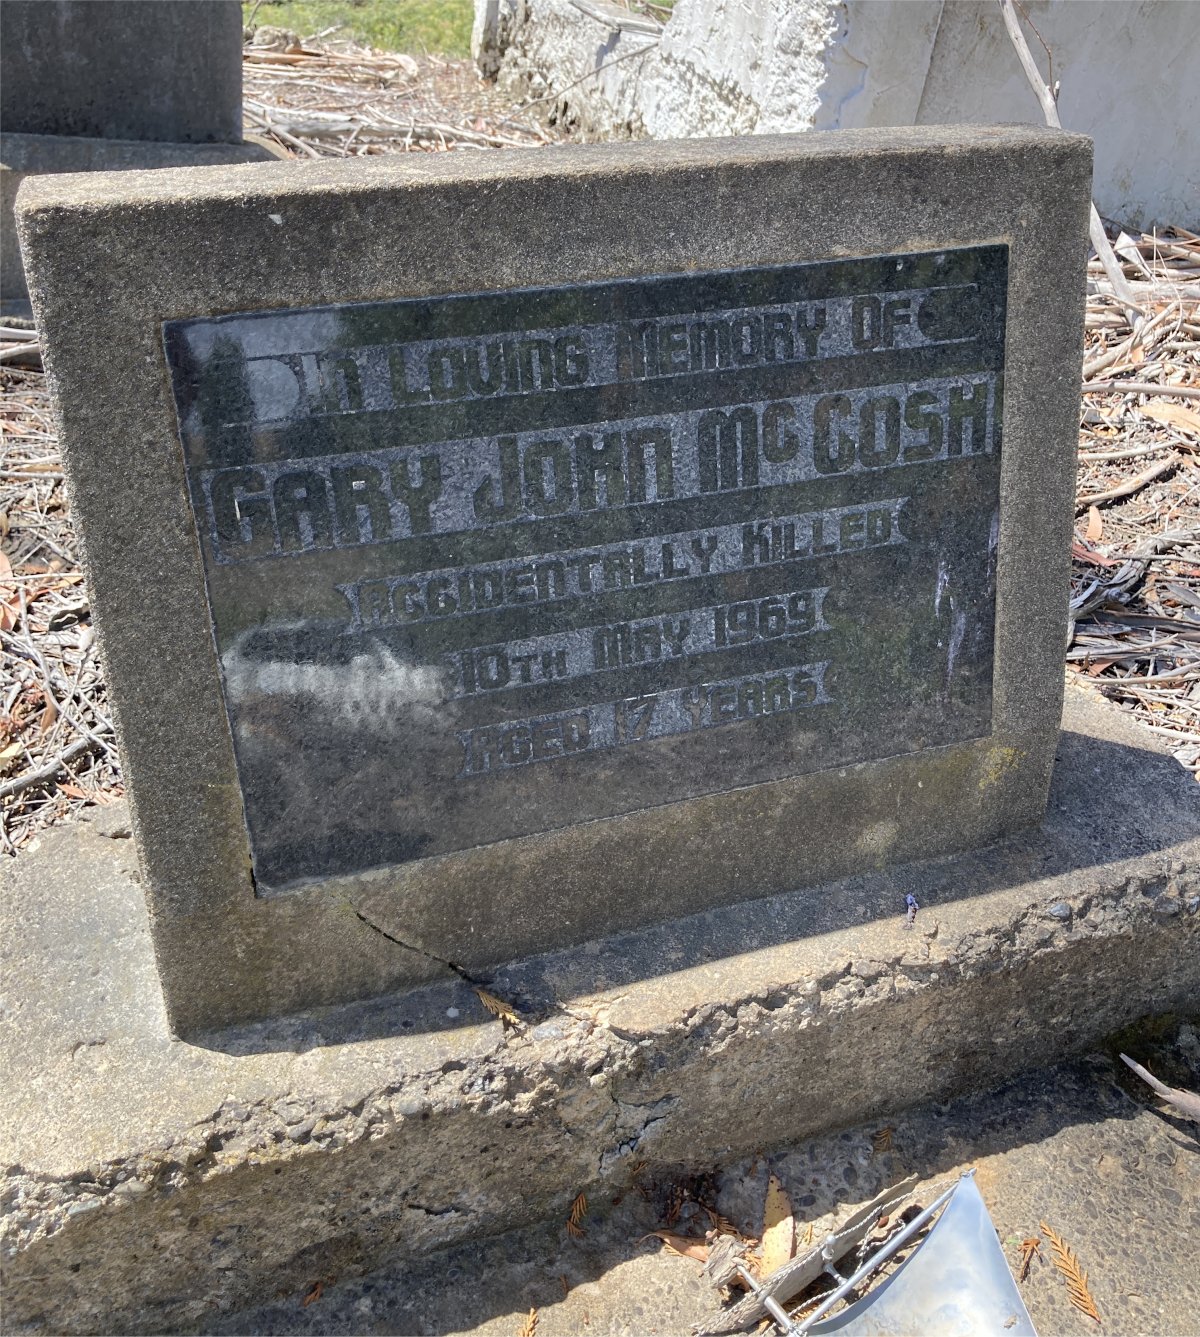 In Loving Memory Of
GARY JOHN McCOSH
Accidentally Killed
10th May 1969
Aged 17 Years